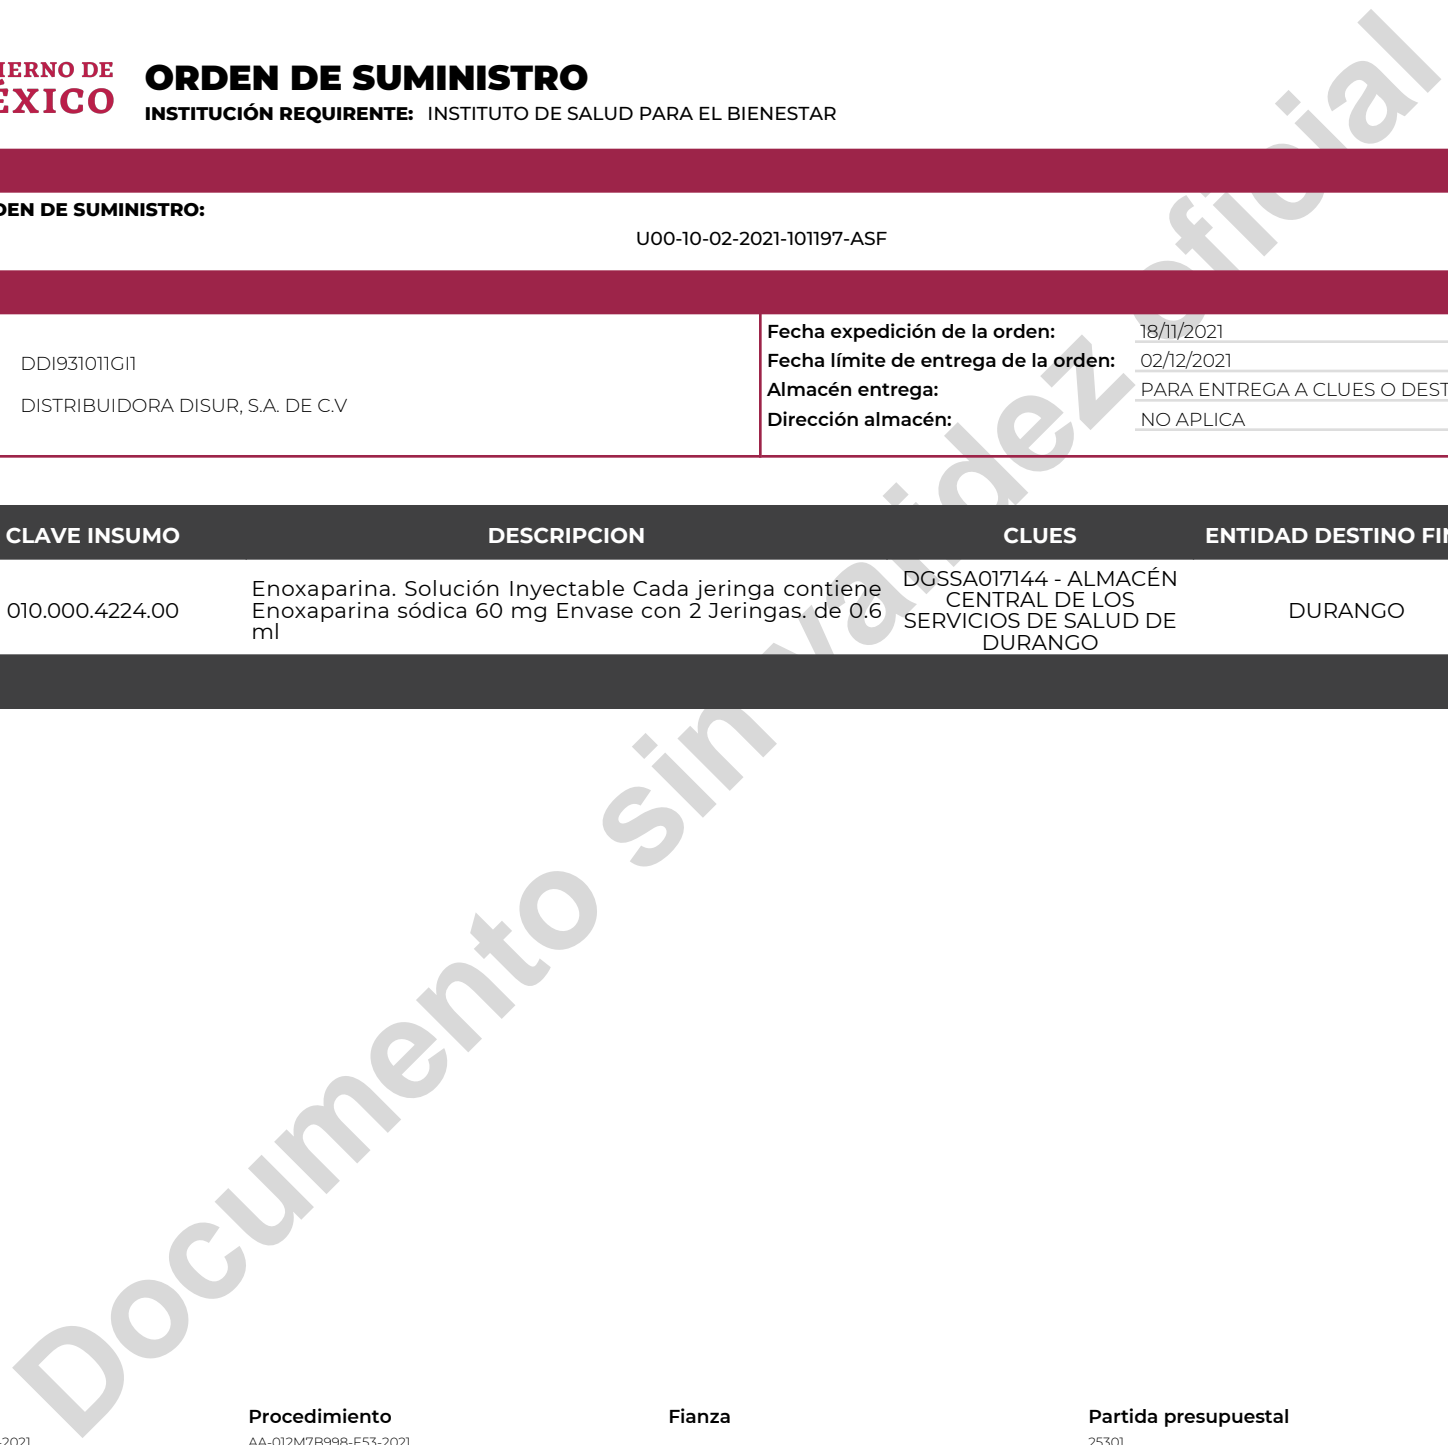 ORDEN DE SUMINISTRO
INSTITUCIÓN REQUIRENTE: INSTITUTO DE SALUD PARA EL BIENESTAR
DE
ÉXICO
DE SUMINISTRO:
U00-10-02-2021-101197-ASF
DDI931011GI1
DISTRIBUIDORA DISUR, S.A. DE C.V
Fecha expedición de la orden: 18/11/2021
Fecha límite de entrega de la orden: 02/12/2021
Almacén entrega: PARA ENTREGA A CLUES O DEST
Dirección almacén: NO APLICA
CLAVE INSUMO DESCRIPCION CLUES ENTIDAD DESTINO FIN
010.000.4224.00
Enoxaparina. Solución Inyectable Cada jeringa contiene
Enoxaparina sódica 60 mg Envase con 2 Jeringas. de 0.6
ml
DGSSA017144 - ALMACÉN
CENTRAL DE LOS
SERVICIOS DE SALUD DE
DURANGO
DURANGO
Documento sin validez oficial
Procedimiento Fianza Partida presupuestal
-2021 AA-012M7B998-E53-2021 25301